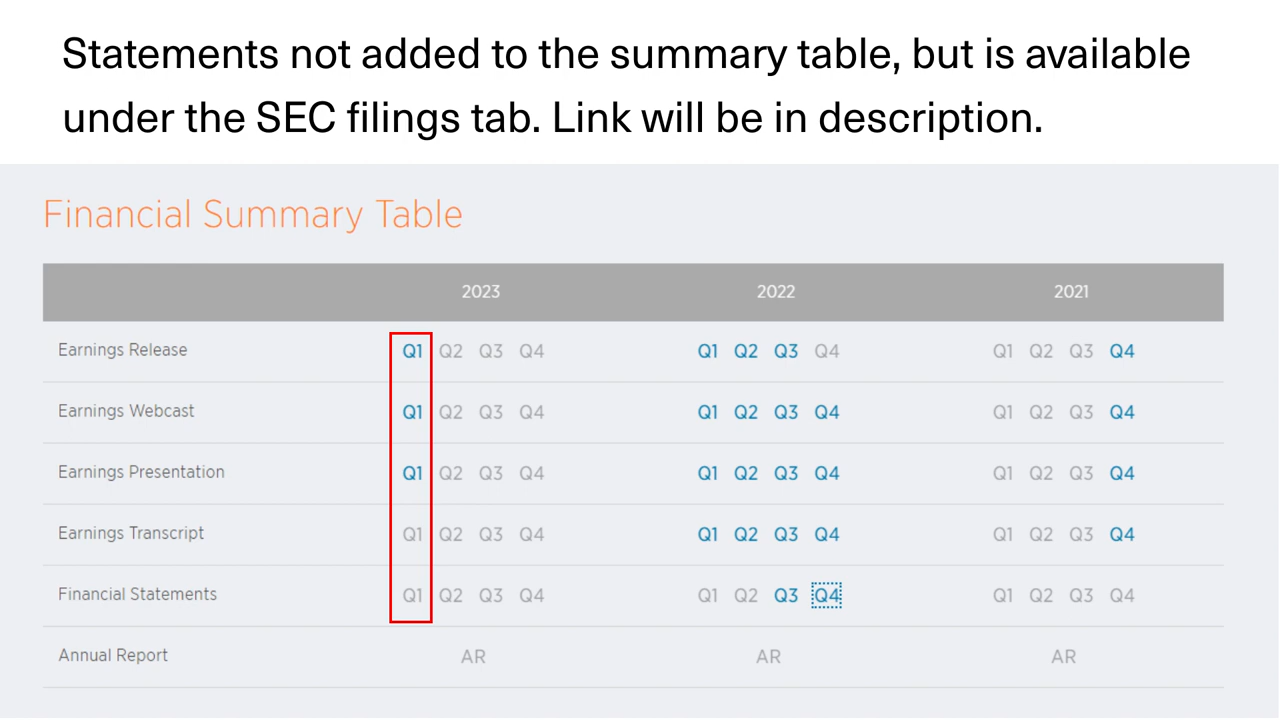 Statements not added to the summary table, but is available
under the SEC filings tab. Link will be in description.
Financial Summary Table
2023 2022 2021
Earnings Release Q1 Q2 Q3 Q4 Q1 Q2 Q3 Q4 Q1 Q2 Q3 Q4
Earnings Webcast Q1 Q2 Q3 Q4 Q1 Q2 Q3 Q4 Q1 Q2 Q3 Q4
Earnings Presentation Q1 Q2 Q3 Q4 Q1 Q2 Q3 Q4 Q1 Q2 Q3 Q4
Earnings Transcript Q1 Q2 Q3 Q4 Q1 Q2 Q3 Q4 Q1 Q2 Q3 Q4
Financial Statements Q1 Q2 Q3 Q4 Q1 Q2 Q3 Q4 Q1 Q2 Q3 Q4
Annual Report AR AR AR